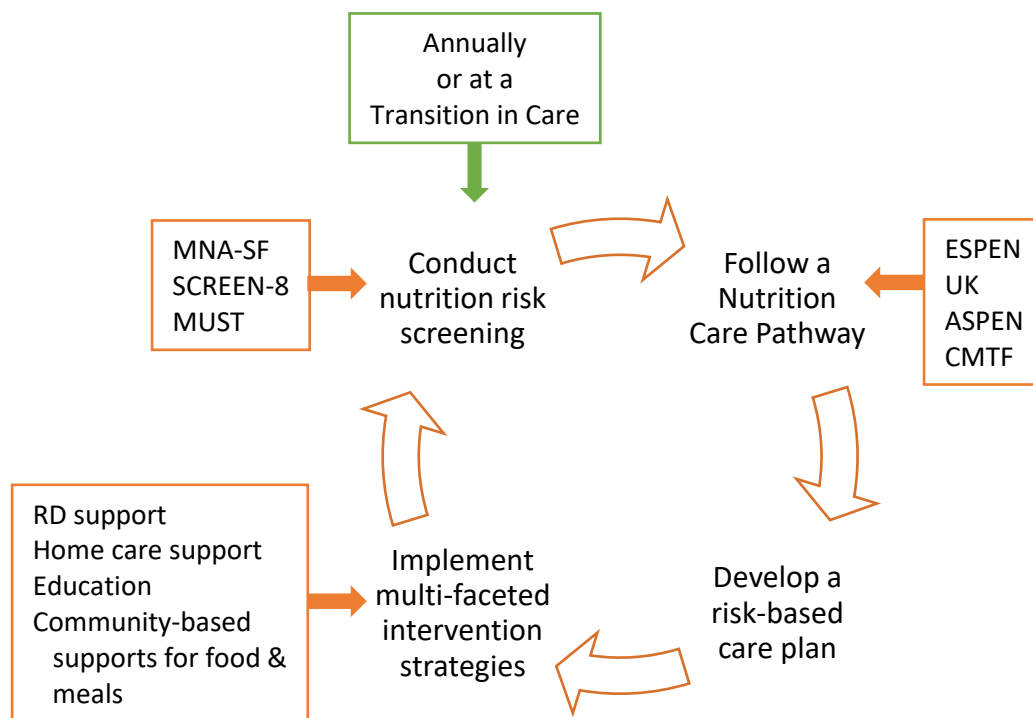 Annually
or at a
Transition in Care
MNA-SF
SCREEN-8
MUST
Conduct
nutrition risk
screening
Follow a
Nutrition
Care Pathway
ESPEN
UK
ASPEN
CMTF
RD support
Home care support
Education
Community-based
supports for food &
meals
Implement
multi-faceted
intervention
strategies
Develop a
risk-based
care plan